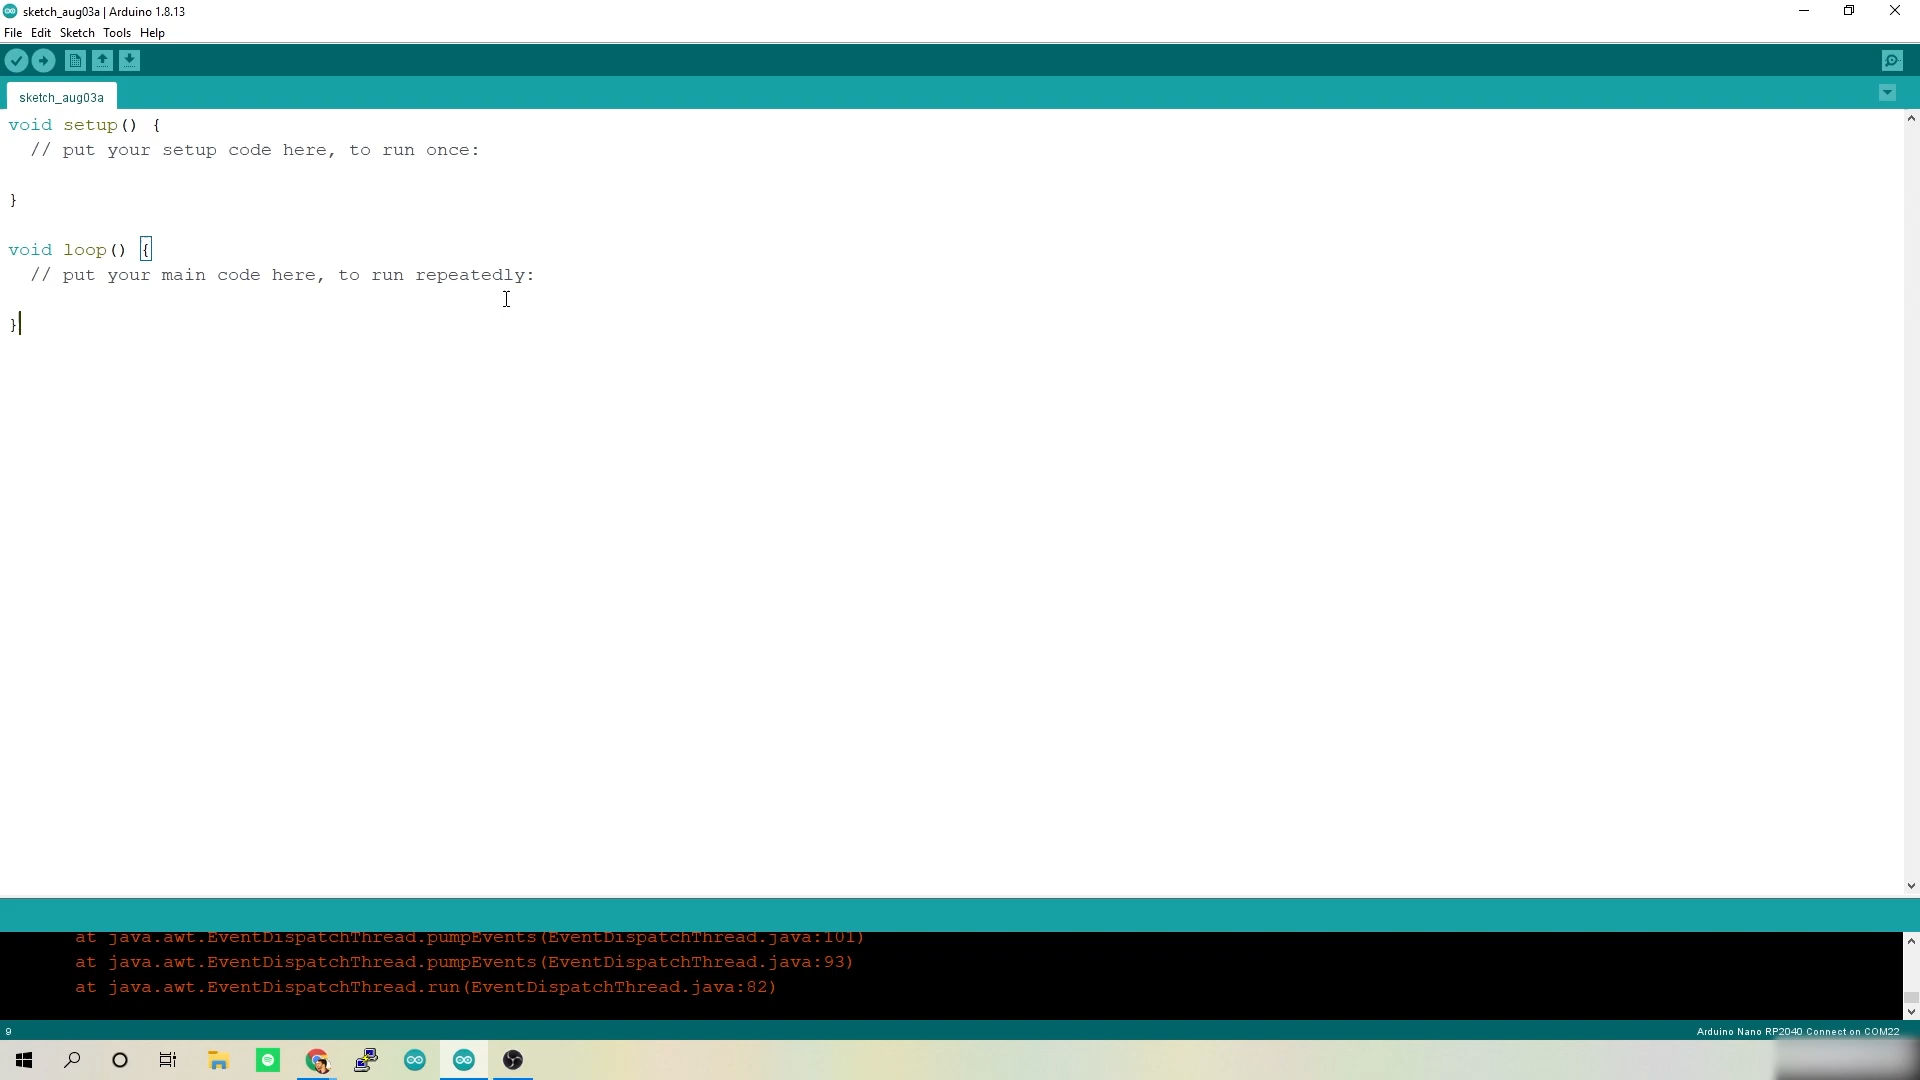 sketch_aug03a | Arduino 1.8.13
File Edit Sketch Tools Help
sketch_aug03a
void setup() {
  // put your setup code here, to run once:
}
void loop() {
  // put your main code here, to run repeatedly:
}
at java.awt.EventDispatchThread.pumpEvents(EventDispatchThread.java:101)
at java.awt.EventDispatchThread.pumpEvents(EventDispatchThread.java:93)
at java.awt.EventDispatchThread.run(EventDispatchThread.java:82)
9 Arduino Nano RP2040 Connect on COM22